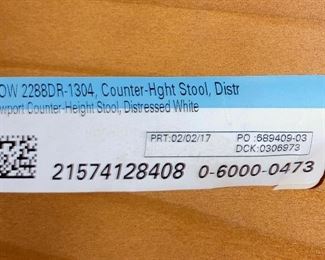 OW 2288DR-1304, Counter-Hght Stool, Distr
wport Counter-Height Stool, Distressed White
PRT:02/02/17 PO :689409-03
DCK:0306973
21574128408 0-6000-0473